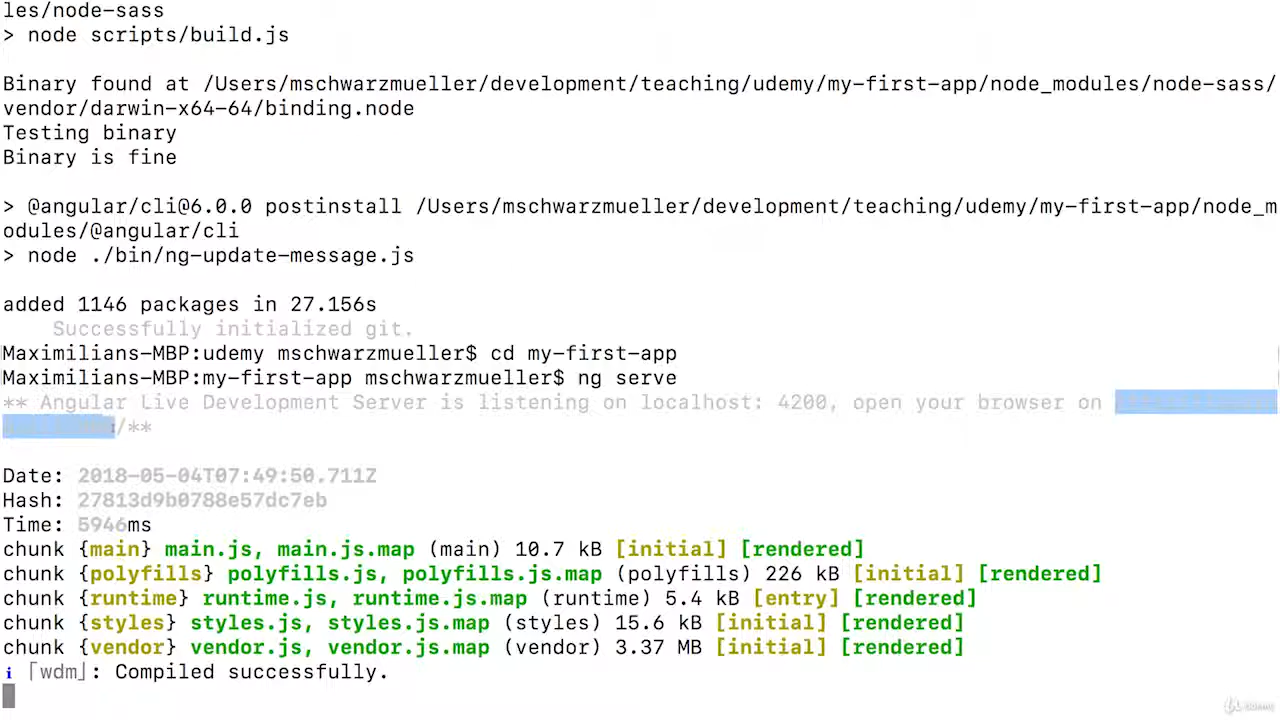 les/node-sass
> node scripts/build.js
Binary found at /Users/mschwarzmueller/development/teaching/udemy/my-first-app/node_modules/node-sass/
vendor/darwin-x64-64/binding.node
Testing binary
Binary is fine
> @angular/cli@6.0.0 postinstall /Users/mschwarzmueller/development/teaching/udemy/my-first-app/node_m
odules/@angular/cli
> node ./bin/ng-update-message.js
added 1146 packages in 27.156s
Successfully initialized git.
Maximilians-MBP:udemy mschwarzmueller$ cd my-first-app
Maximilians-MBP:my-first-app mschwarzmueller$ ng serve
** Angular Live Development Server is listening on localhost: 4200, open your browser on
/**
Date: 2018-05-04T07:49:50.711Z
Hash: 27813d9b0788e57dc7eb
Time: 5946ms
chunk {main} main.js, main.js.map (main) 10.7 kB [initial] [rendered]
chunk {polyfills} polyfills.js, polyfills.js.map (polyfills) 226 kB [initial] [rendered]
chunk {runtime} runtime.js, runtime.js.map (runtime) 5.4 kB [entry] [rendered]
chunk {styles} styles.js, styles.js.map (styles) 15.6 kB [initial] [rendered]
chunk {vendor} vendor.js, vendor.js.map (vendor) 3.37 MB [initial] [rendered]
i ｢wdm｣: Compiled successfully.
Udemy